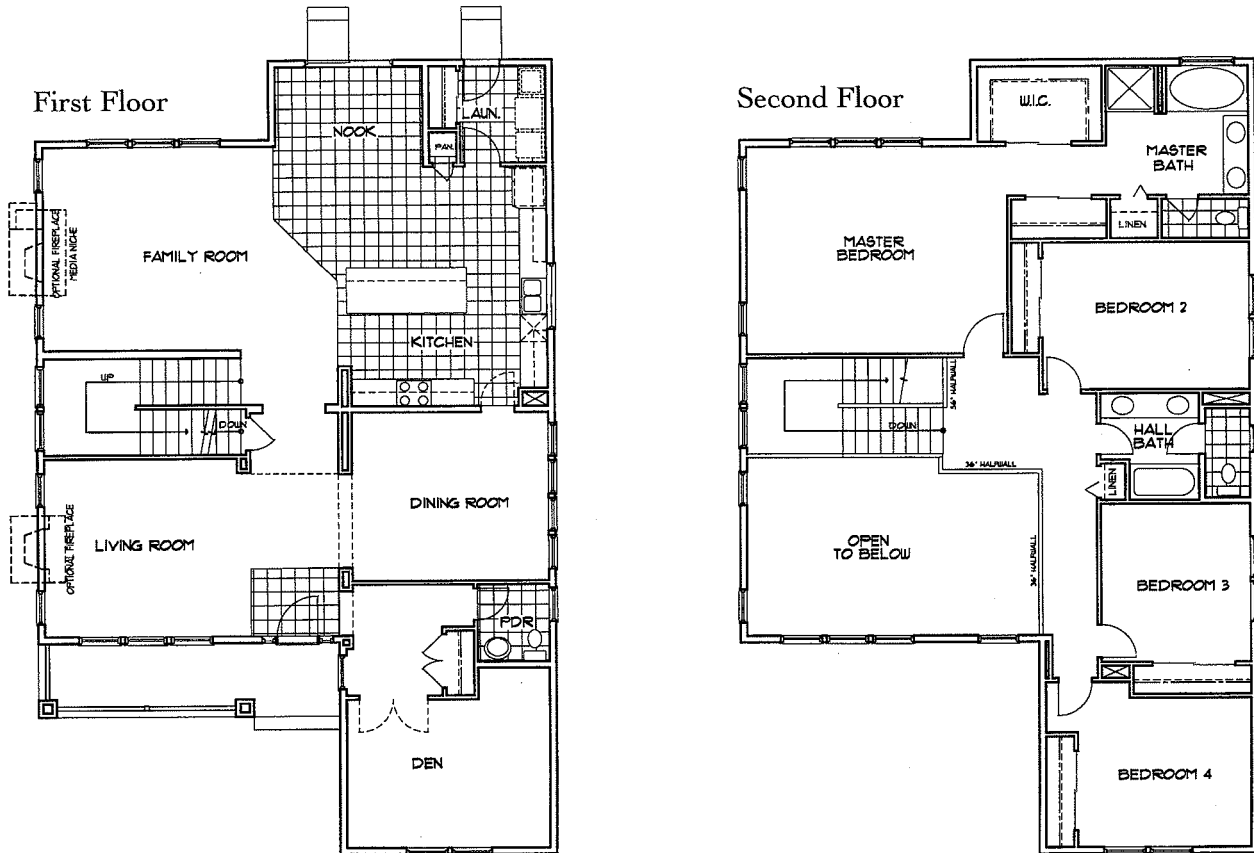 First Floor
NOOK
LAUN.
PAN.
FAMILY ROOM
OPTIONAL FIREPLACE
MEDIA NICHE
KITCHEN
UP
DOWN
DINING ROOM
LIVING ROOM
OPTIONAL FIREPLACE
PDR
DEN
Second Floor
W.I.C.
MASTER
BATH
LINEN
MASTER
BEDROOM
BEDROOM 2
36" HALFWALL
DOWN
36" HALFWALL
HALL
BATH
LINEN
OPEN
TO BELOW
36" HALFWALL
BEDROOM 3
BEDROOM 4